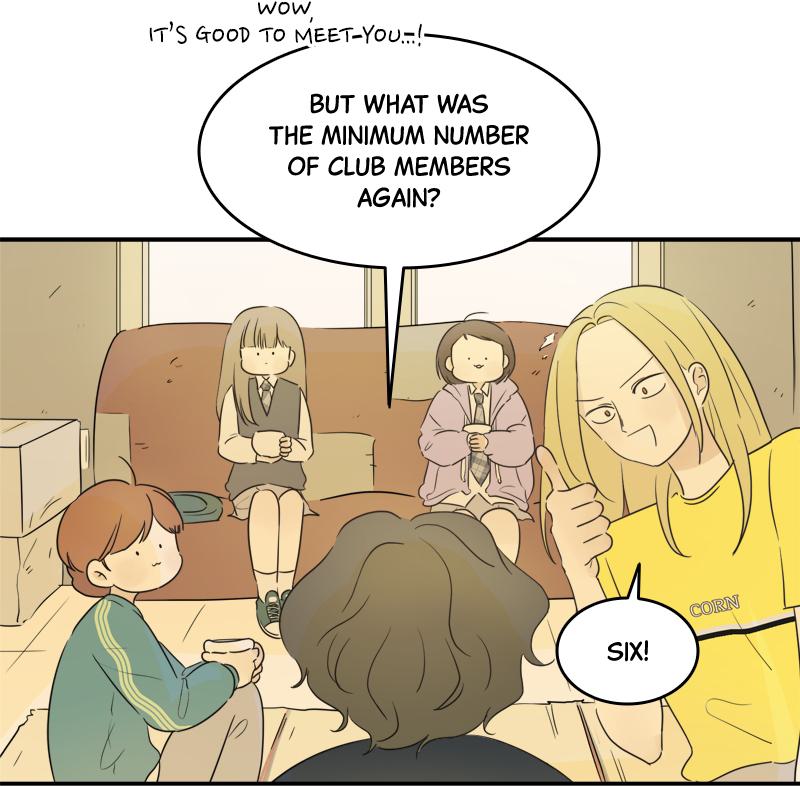 WOW,
IT'S GOOD TO MEET YOU...!
BUT WHAT WAS
THE MINIMUM NUMBER
OF CLUB MEMBERS
AGAIN?
CORN
SIX!